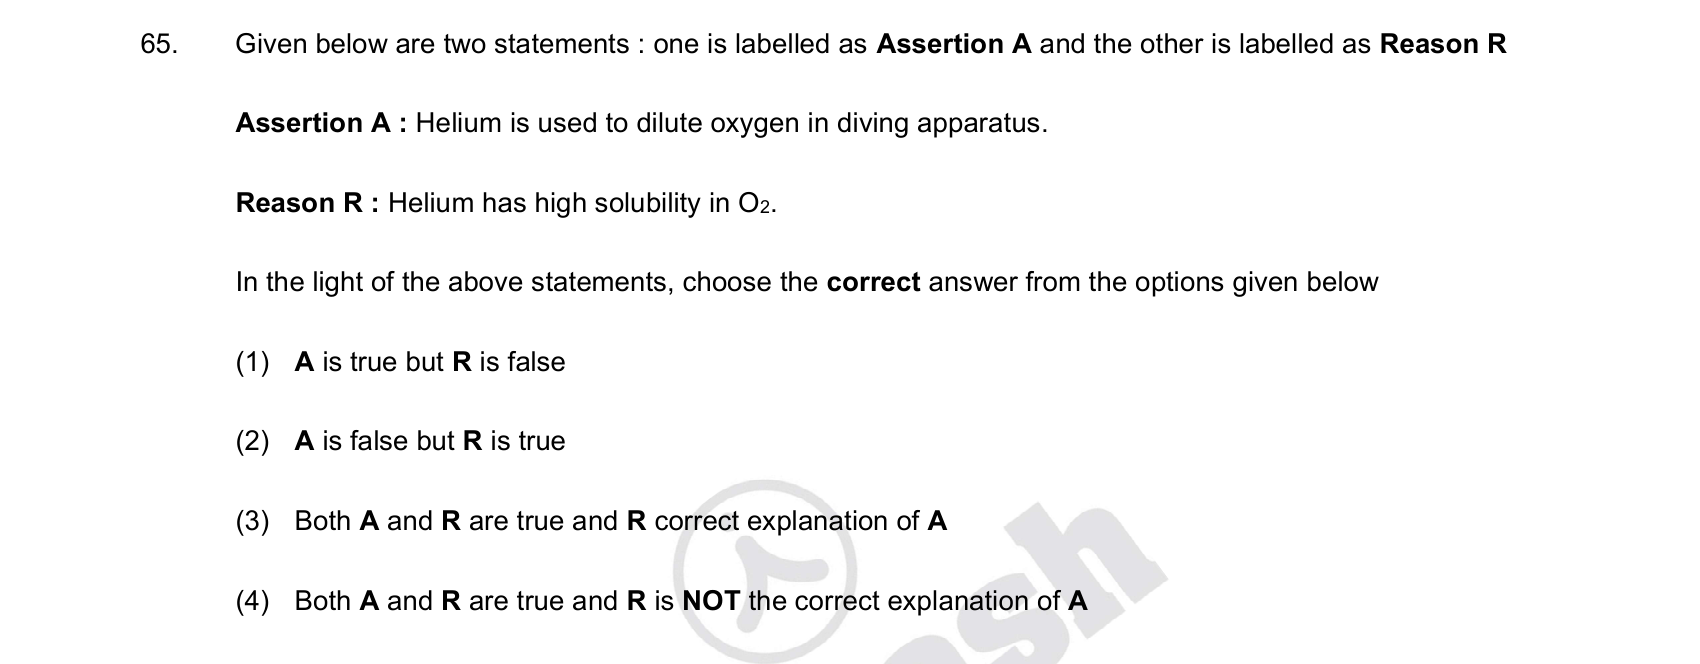 65. Given below are two statements : one is labelled as Assertion A and the other is labelled as Reason R
Assertion A : Helium is used to dilute oxygen in diving apparatus.
Reason R : Helium has high solubility in O₂.
In the light of the above statements, choose the correct answer from the options given below
(1) A is true but R is false
(2) A is false but R is true
(3) Both A and R are true and R correct explanation of A
(4) Both A and R are true and R is NOT the correct explanation of A